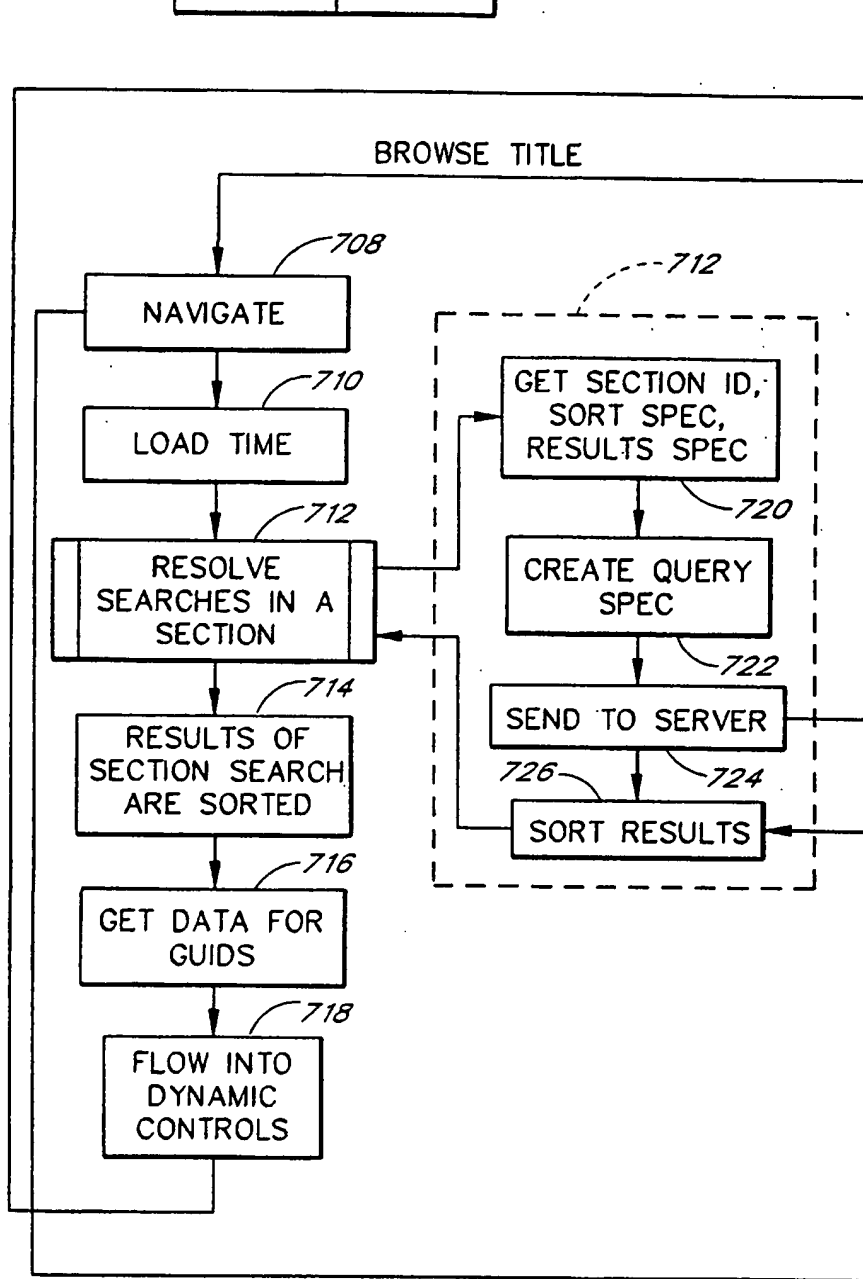 BROWSE TITLE
708
NAVIGATE
710
LOAD TIME
712
RESOLVE
SEARCHES IN A
SECTION
714
RESULTS OF
SECTION SEARCH
ARE SORTED
716
GET DATA FOR
GUIDS
718
FLOW INTO
DYNAMIC
CONTROLS
712
GET SECTION ID,
SORT SPEC,
RESULTS SPEC
720
CREATE QUERY
SPEC
722
SEND TO SERVER
724
726
SORT RESULTS